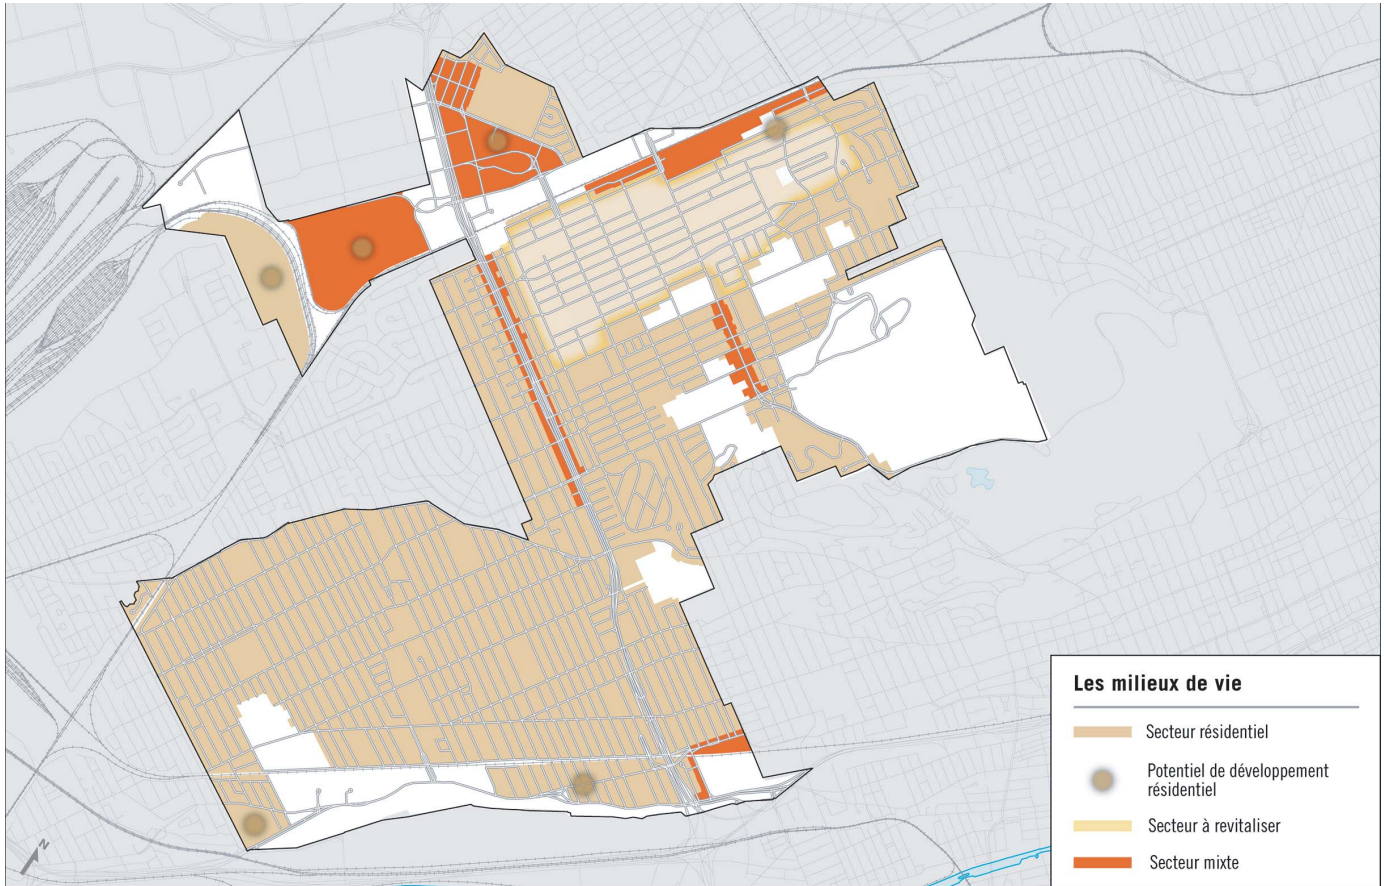 Les milieux de vie
Secteur résidentiel
Potentiel de développement
résidentiel
Secteur à revitaliser
Secteur mixte
N